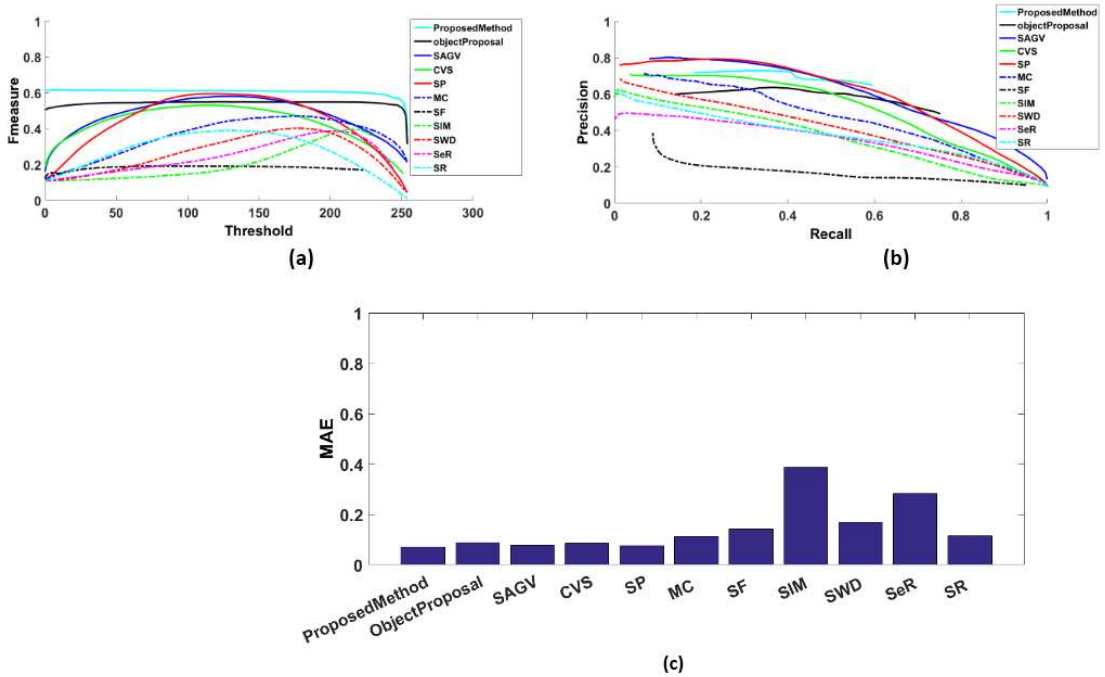 1
0.8
0.6
0.4
0.2
0
Fmeasure
0 50 100 150 200 250 300
Threshold
(a)
ProposedMethod
objectProposal
SAGV
CVS
SP
MC
SF
SIM
SWD
SeR
SR
1
0.8
0.6
0.4
0.2
0
Precision
0 0.2 0.4 0.6 0.8 1
Recall
(b)
ProposedMethod
objectProposal
SAGV
CVS
SP
MC
SF
SIM
SWD
SeR
SR
1
0.8
0.6
0.4
0.2
0
MAE
ProposedMethod ObjectProposal SAGV CVS SP MC SF SIM SWD SeR SR
(c)